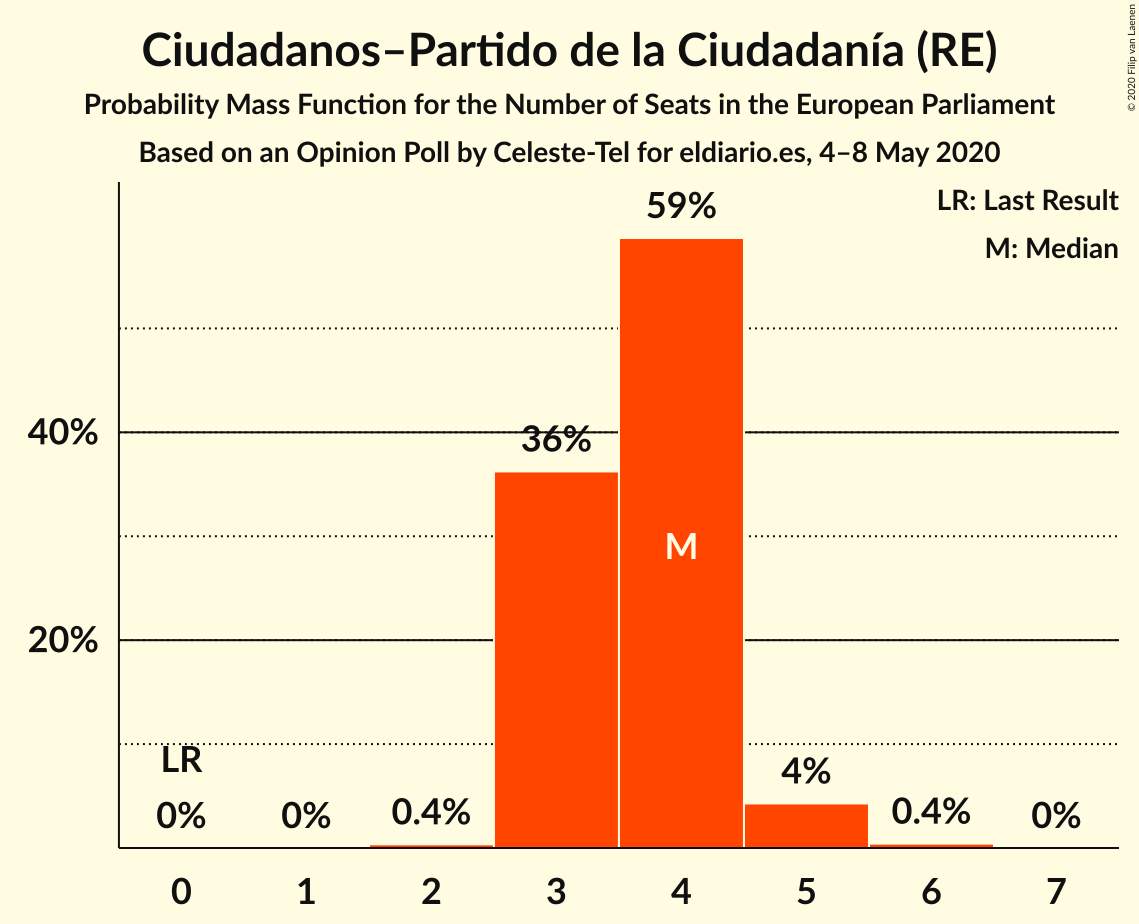 Ciudadanos–Partido de la Ciudadanía (RE)
Probability Mass Function for the Number of Seats in the European Parliament
Based on an Opinion Poll by Celeste-Tel for eldiario.es, 4–8 May 2020
© 2020 Filip van Laenen
LR: Last Result
M: Median
59%
40%
36%
M
20%
LR
4%
0%
0%
0.4%
0.4%
0%
0 1 2 3 4 5 6 7